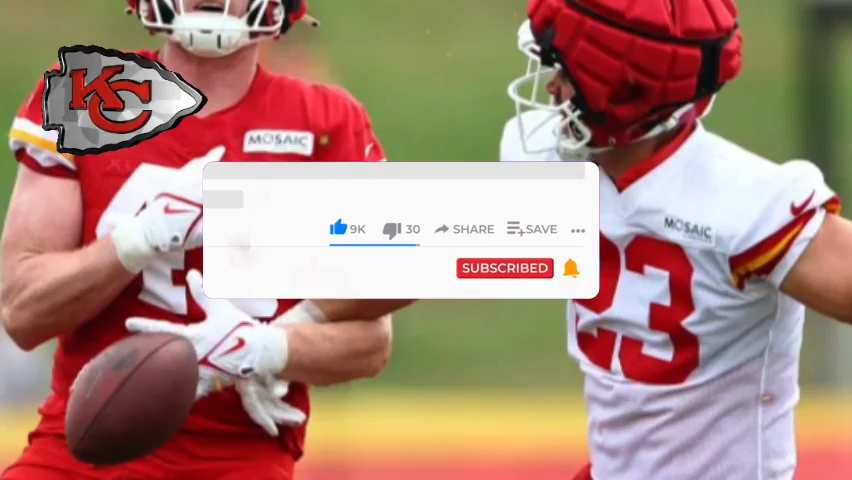 KC
MOSAIC
MOSAIC
9K 30 SHARE SAVE
SUBSCRIBED
23